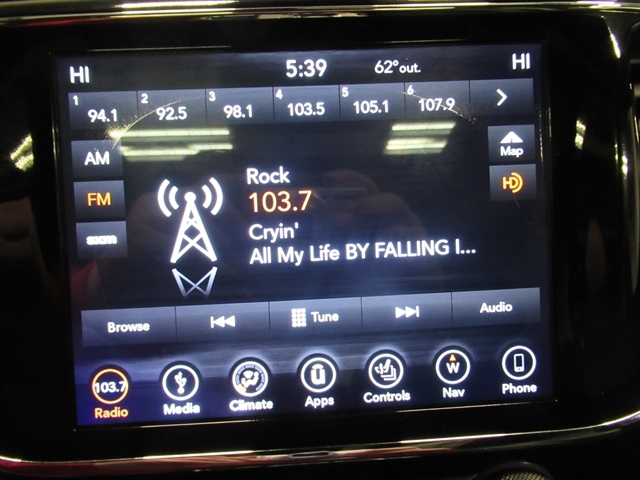 HI 5:39 62°out. HI
1 94.1 2 92.5 3 98.1 4 103.5 5 105.1 6 107.9
AM
Map
FM
HD
sxm
Rock
103.7
Cryin'
All My Life BY FALLING I...
Browse Tune Audio
103.7 W
Radio Media Climate Apps Controls Nav Phone